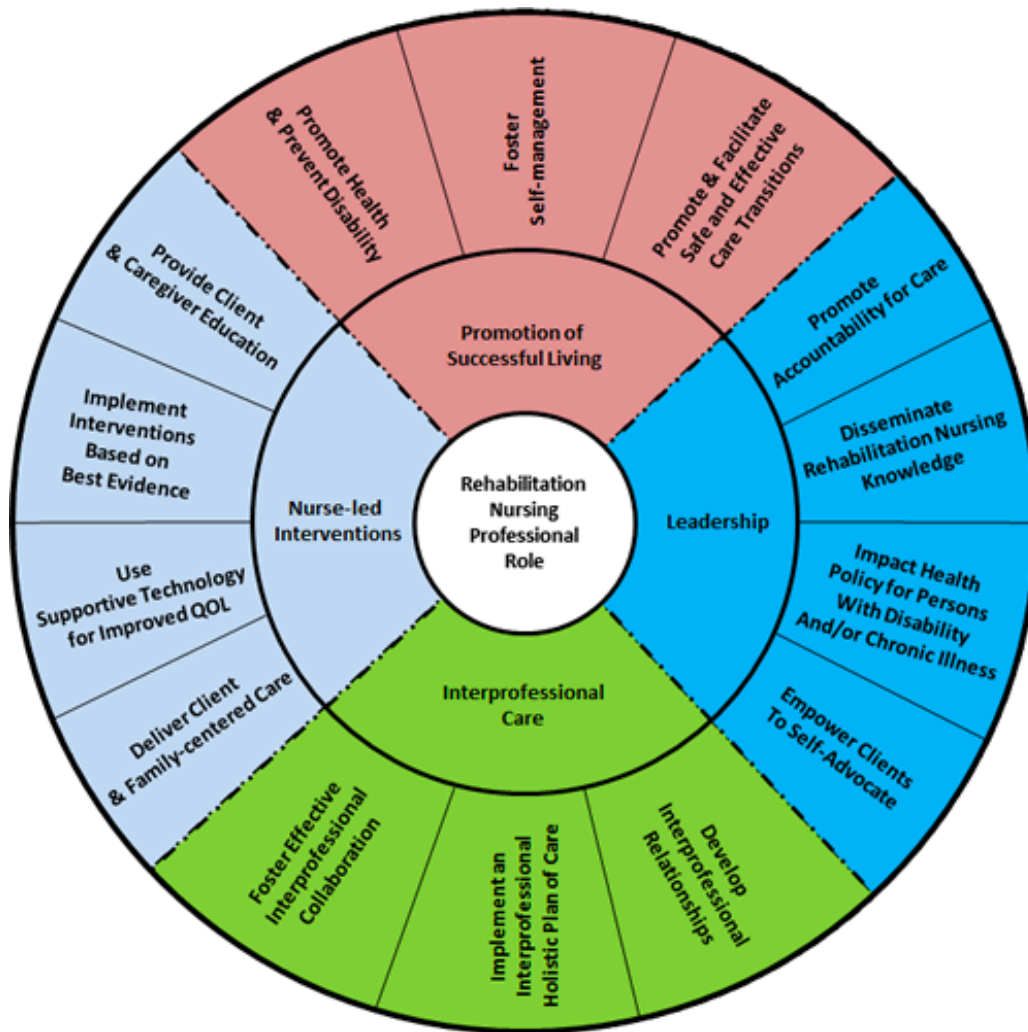 Promote Health
& Prevent Disability
Foster
Self-management
Promote & Facilitate
Safe and Effective
Care Transitions
Promotion of
Successful Living
Provide Client
& Caregiver Education
Implement
Interventions
Based on
Best Evidence
Use
Supportive Technology
for Improved QOL
Deliver Client
& Family-centered Care
Nurse-led
Interventions
Rehabilitation
Nursing
Professional
Role
Leadership
Promote
Accountability for Care
Disseminate
Rehabilitation Nursing
Knowledge
Impact Health
Policy for Persons
With Disability
And/or Chronic Illness
Empower Clients
To Self-Advocate
Interprofessional
Care
Foster Effective
Interprofessional
Collaboration
Implement an
Interprofessional
Holistic Plan of Care
Develop
Interprofessional
Relationships